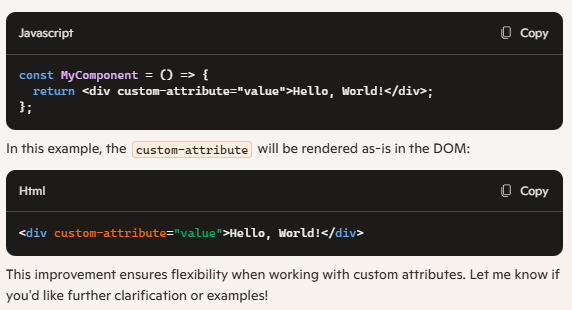 Javascript Copy
const MyComponent = () => {
  return <div custom-attribute="value">Hello, World!</div>;
};
In this example, the custom-attribute will be rendered as-is in the DOM:
Html Copy
<div custom-attribute="value">Hello, World!</div>
This improvement ensures flexibility when working with custom attributes. Let me know if
you'd like further clarification or examples!